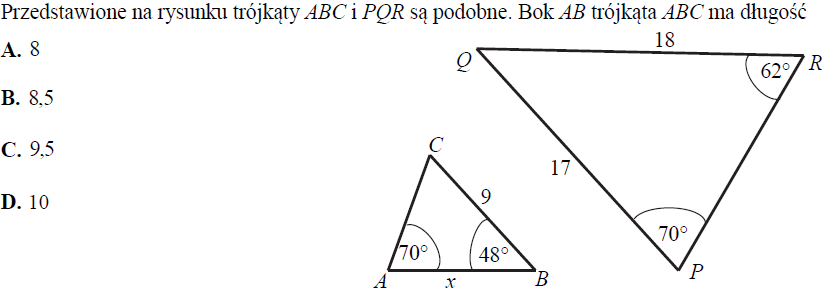 Przedstawione na rysunku trójkąty ABC i PQR są podobne. Bok AB trójkąta ABC ma długość
A. 8
B. 8,5
C. 9,5
D. 10
Q
18
R
62°
17
70°
P
C
9
70°
48°
A
x
B